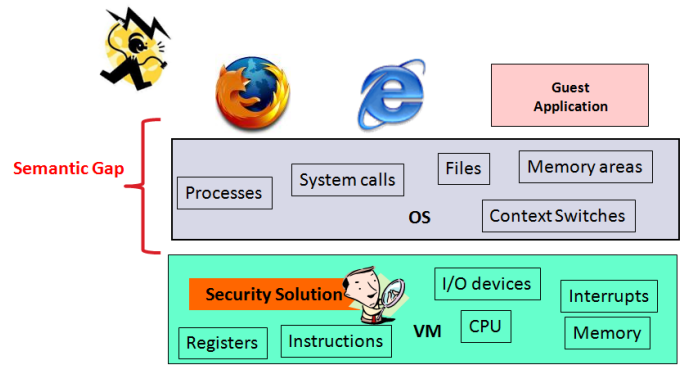 Guest
Application
Semantic Gap
Processes
System calls
Files
Memory areas
OS
Context Switches
Security Solution
I/O devices
Interrupts
Registers
Instructions
VM
CPU
Memory